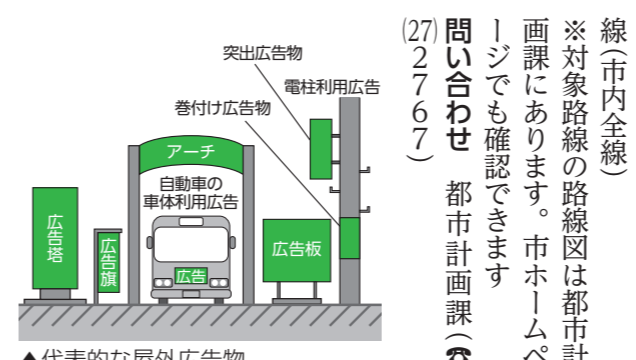 線(市内全線)
※対象路線の路線図は都市計
画課にあります。市ホームペ
ージでも確認できます
問い合わせ 都市計画課(☎
(27)2767)
突出広告物
電柱利用広告
巻付け広告物
アーチ
自動車の
車体利用広告
広告塔
広告旗
広告
広告板
▲代表的な屋外広告物